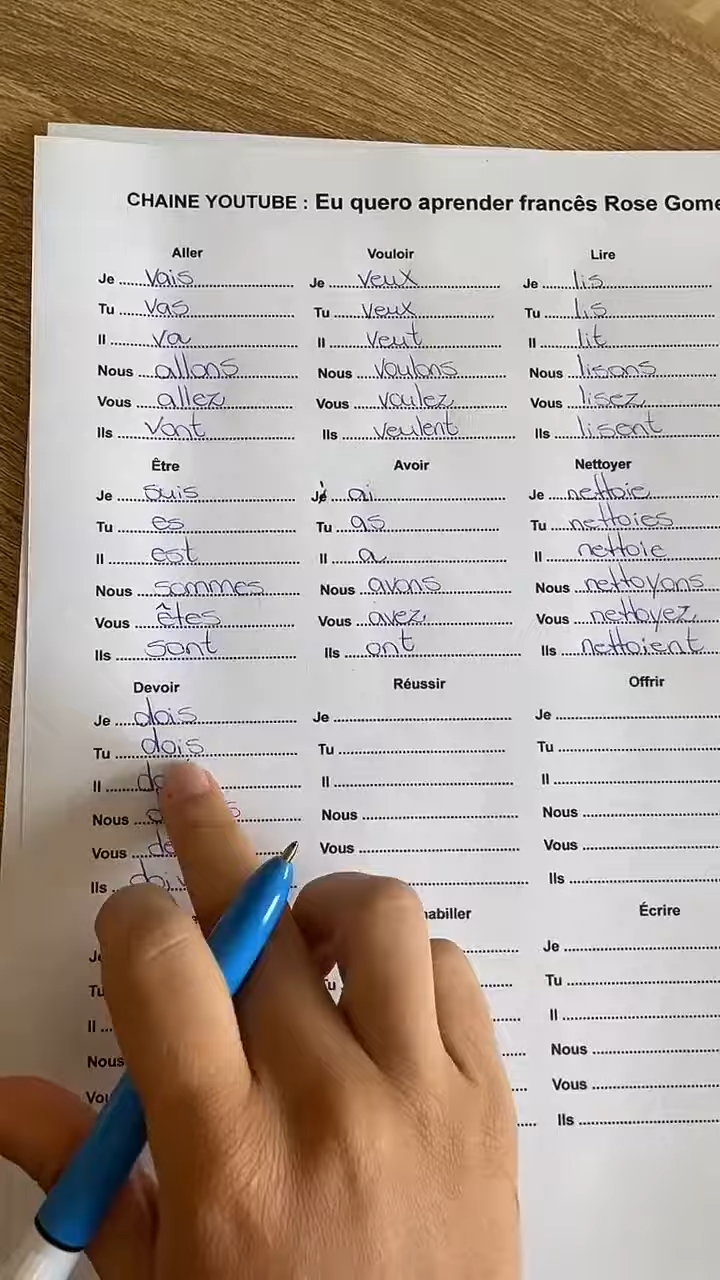 CHAINE YOUTUBE : Eu quero aprender francês Rose
Aller
Je vais
Tu vas
Il va
Nous allons
Vous allez
Ils vont
Vouloir
Je veux
Tu veux
Il veut
Nous voulons
Vous voulez
Ils veulent
Lire
Je lis
Tu lis
Il lit
Nous lisons
Vous lisez
Ils lisent
Être
Je suis
Tu es
Il est
Nous sommes
Vous êtes
Ils sont
Avoir
J' ai
Tu as
Il a
Nous avons
Vous avez
Ils ont
Nettoyer
Je nettoie
Tu nettoies
Il nettoie
Nous nettoyons
Vous nettoyez
Ils nettoient
Devoir
Je dois
Tu dois
Il
Nous
Vous
Ils
Réussir
Je
Tu
Il
Nous
Vous
Offrir
Je
Tu
Il
Nous
Vous
Ils
Tu
Il
Nous
Écrire
Je
Tu
Il
Nous
Vous
Ils